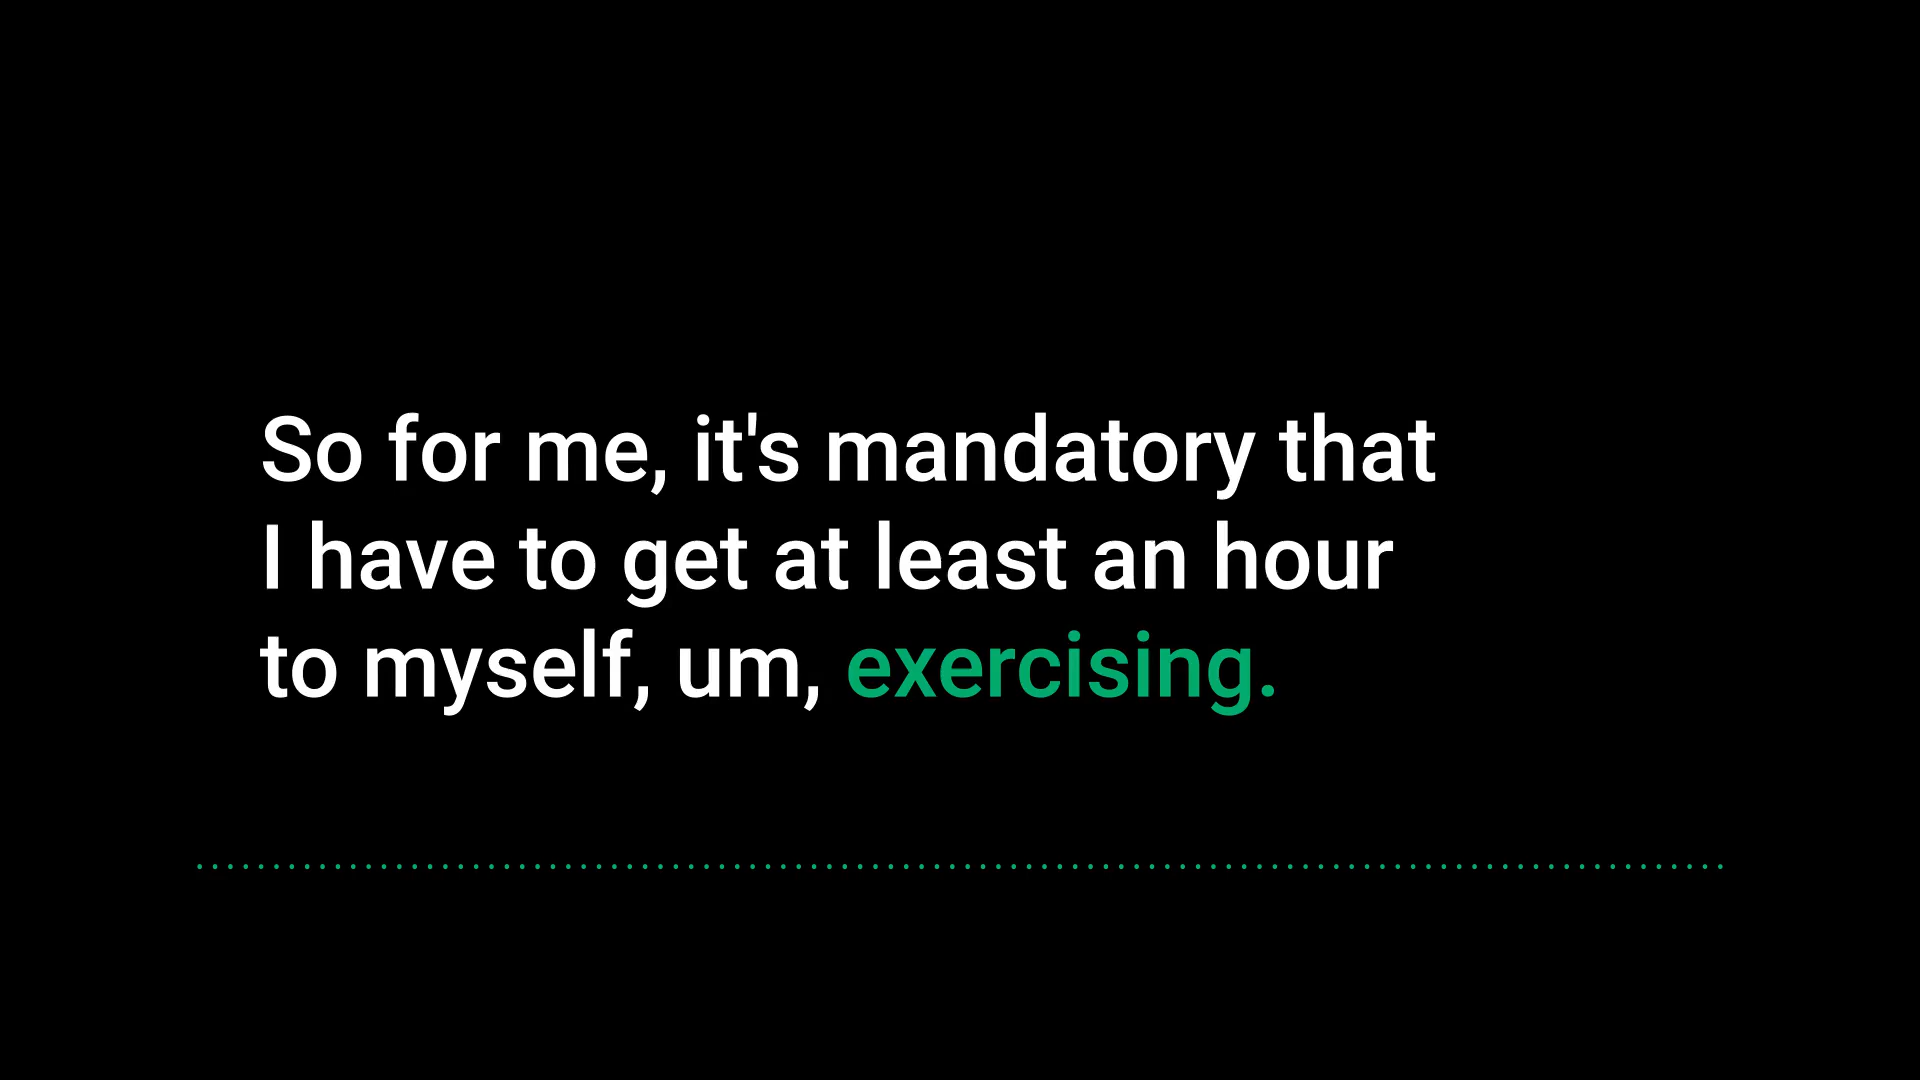 So for me, it's mandatory that
I have to get at least an hour
to myself, um, exercising.